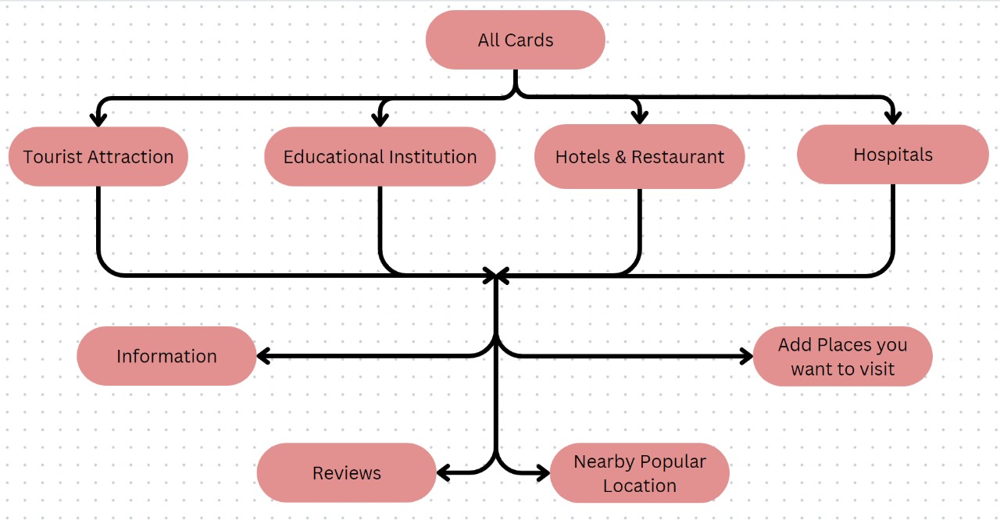 All Cards
Tourist Attraction
Educational Institution
Hotels & Restaurant
Hospitals
Information
Add Places you
want to visit
Reviews
Nearby Popular
Location